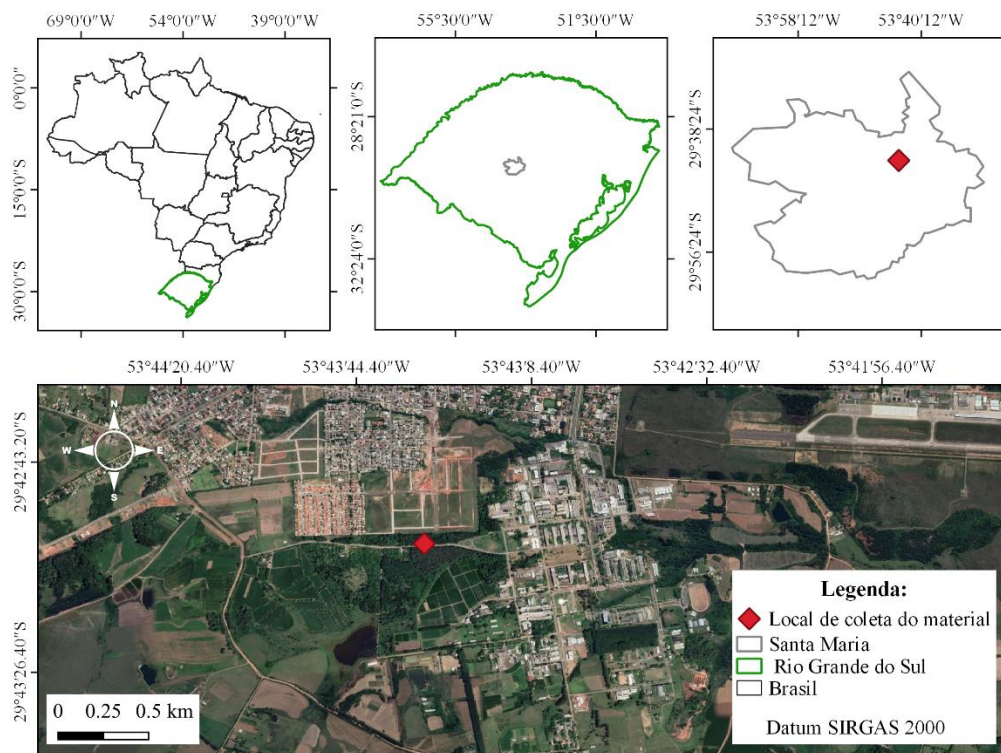 69°0'0"W 54°0'0"W 39°0'0"W
55°30'0"W 51°30'0"W
53°58'12"W 53°40'12"W
0°0'0"
15°0'0"S
30°0'0"S
28°21'0"S
32°24'0"S
29°38'24"S
29°56'24"S
53°44'20.40"W 53°43'44.40"W 53°43'8.40"W 53°42'32.40"W 53°41'56.40"W
29°42'43.20"S
29°43'26.40"S
N
W E
S
0 0.25 0.5 km
Legenda:
Local de coleta do material
Santa Maria
Rio Grande do Sul
Brasil
Datum SIRGAS 2000